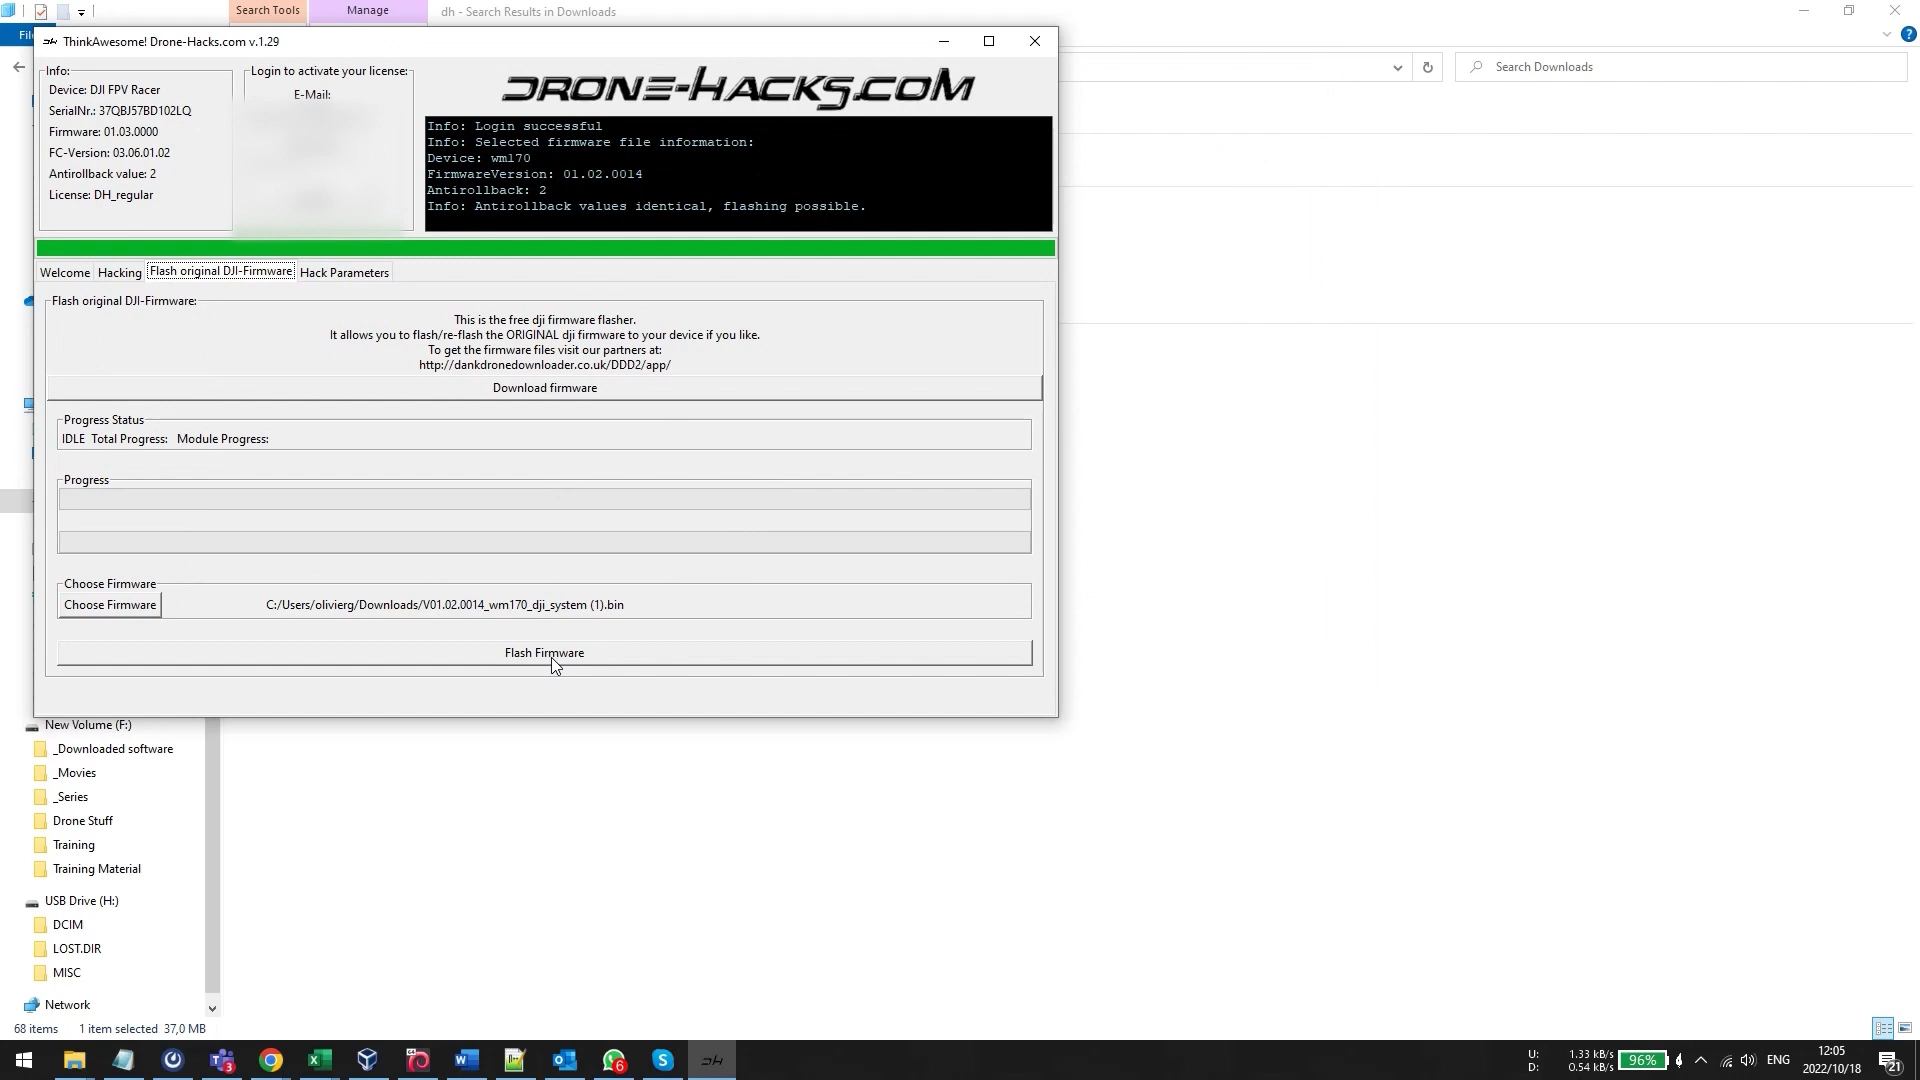 Search Tools
Manage
dh - Search Results in Downloads
ThinkAwesome! Drone-Hacks.com v.1.29
Search Downloads
Info:
Device: DJI FPV Racer
SerialNr.: 37QBJ57BD102LQ
Firmware: 01.03.0000
FC-Version: 03.06.01.02
Antirollback value: 2
License: DH_regular
Login to activate your license:
E-Mail:
DRONE-HACKS.COM
Info: Login successful
Info: Selected firmware file information:
Device: wm170
FirmwareVersion: 01.02.0014
Antirollback: 2
Info: Antirollback values identical, flashing possible.
Welcome Hacking Flash original DJI-Firmware Hack Parameters
Flash original DJI-Firmware:
This is the free dji firmware flasher.
It allows you to flash/re-flash the ORIGINAL dji firmware to your device if you like.
To get the firmware files visit our partners at:
http://dankdronedownloader.co.uk/DDD2/app/
Download firmware
Progress Status
IDLE Total Progress: Module Progress:
Progress
Choose Firmware
Choose Firmware C:/Users/olivierg/Downloads/V01.02.0014_wm170_dji_system (1).bin
Flash Firmware
New Volume (F:)
_Downloaded software
_Movies
_Series
Drone Stuff
Training
Training Material
USB Drive (H:)
DCIM
LOST.DIR
MISC
Network
68 items 1 item selected 37,0 MB
U: 1.33 kB/s
D: 0.54 kB/s
96%
ENG
12:05
2022/10/18
21
3
6